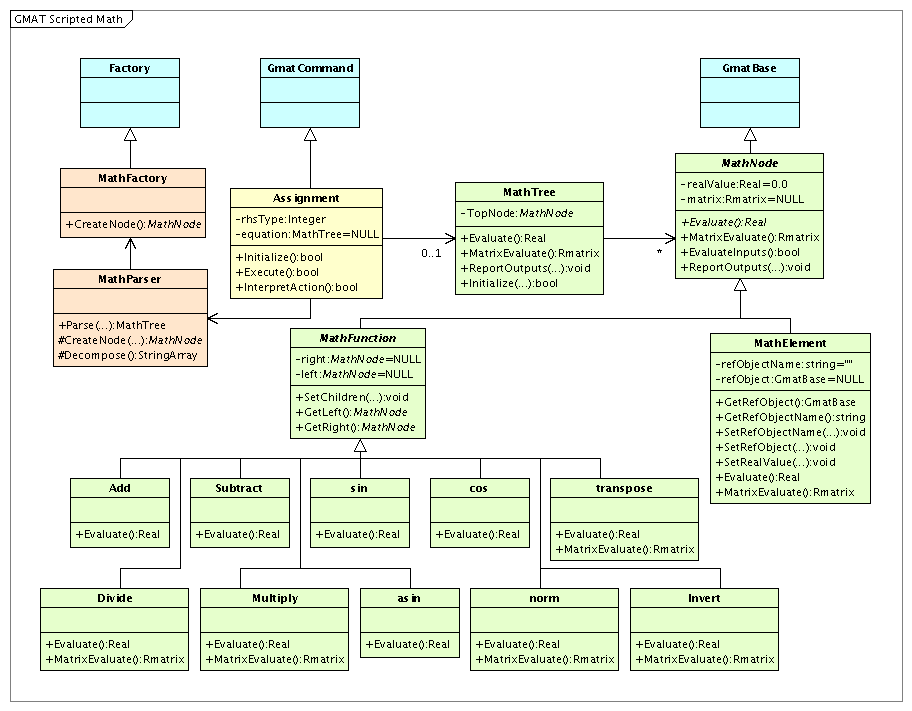 GMAT Scripted Math
Factory
GmatCommand
GmatBase
MathFactory
+CreateNode():MathNode
Assignment
-rhsType:Integer
-equation:MathTree=NULL
+Initialize():bool
+Execute():bool
+InterpretAction():bool
MathTree
-TopNode:MathNode
+Evaluate():Real
+MatrixEvaluate():Rmatrix
+ReportOutputs(...):void
+Initialize(...):bool
MathNode
-realValue:Real=0.0
-matrix:Rmatrix=NULL
+Evaluate():Real
+MatrixEvaluate():Rmatrix
+EvaluateInputs():bool
+ReportOutputs(...):void
0..1
*
MathParser
+Parse(...):MathTree
#CreateNode(...):MathNode
#Decompose():StringArray
MathFunction
-right:MathNode=NULL
-left:MathNode=NULL
+SetChildren(...):void
+GetLeft():MathNode
+GetRight():MathNode
MathElement
-refObjectName:string=""
-refObject:GmatBase=NULL
+GetRefObject():GmatBase
+GetRefObjectName():string
+SetRefObjectName(...):void
+SetRefObject(...):void
+SetRealValue(...):void
+Evaluate():Real
+MatrixEvaluate():Rmatrix
Add
+Evaluate():Real
Subtract
+Evaluate():Real
sin
+Evaluate():Real
cos
+Evaluate():Real
transpose
+Evaluate():Real
+MatrixEvaluate():Rmatrix
Divide
+Evaluate():Real
+MatrixEvaluate():Rmatrix
Multiply
+Evaluate():Real
+MatrixEvaluate():Rmatrix
asin
+Evaluate():Real
norm
+Evaluate():Real
+MatrixEvaluate():Rmatrix
Invert
+Evaluate():Real
+MatrixEvaluate():Rmatrix